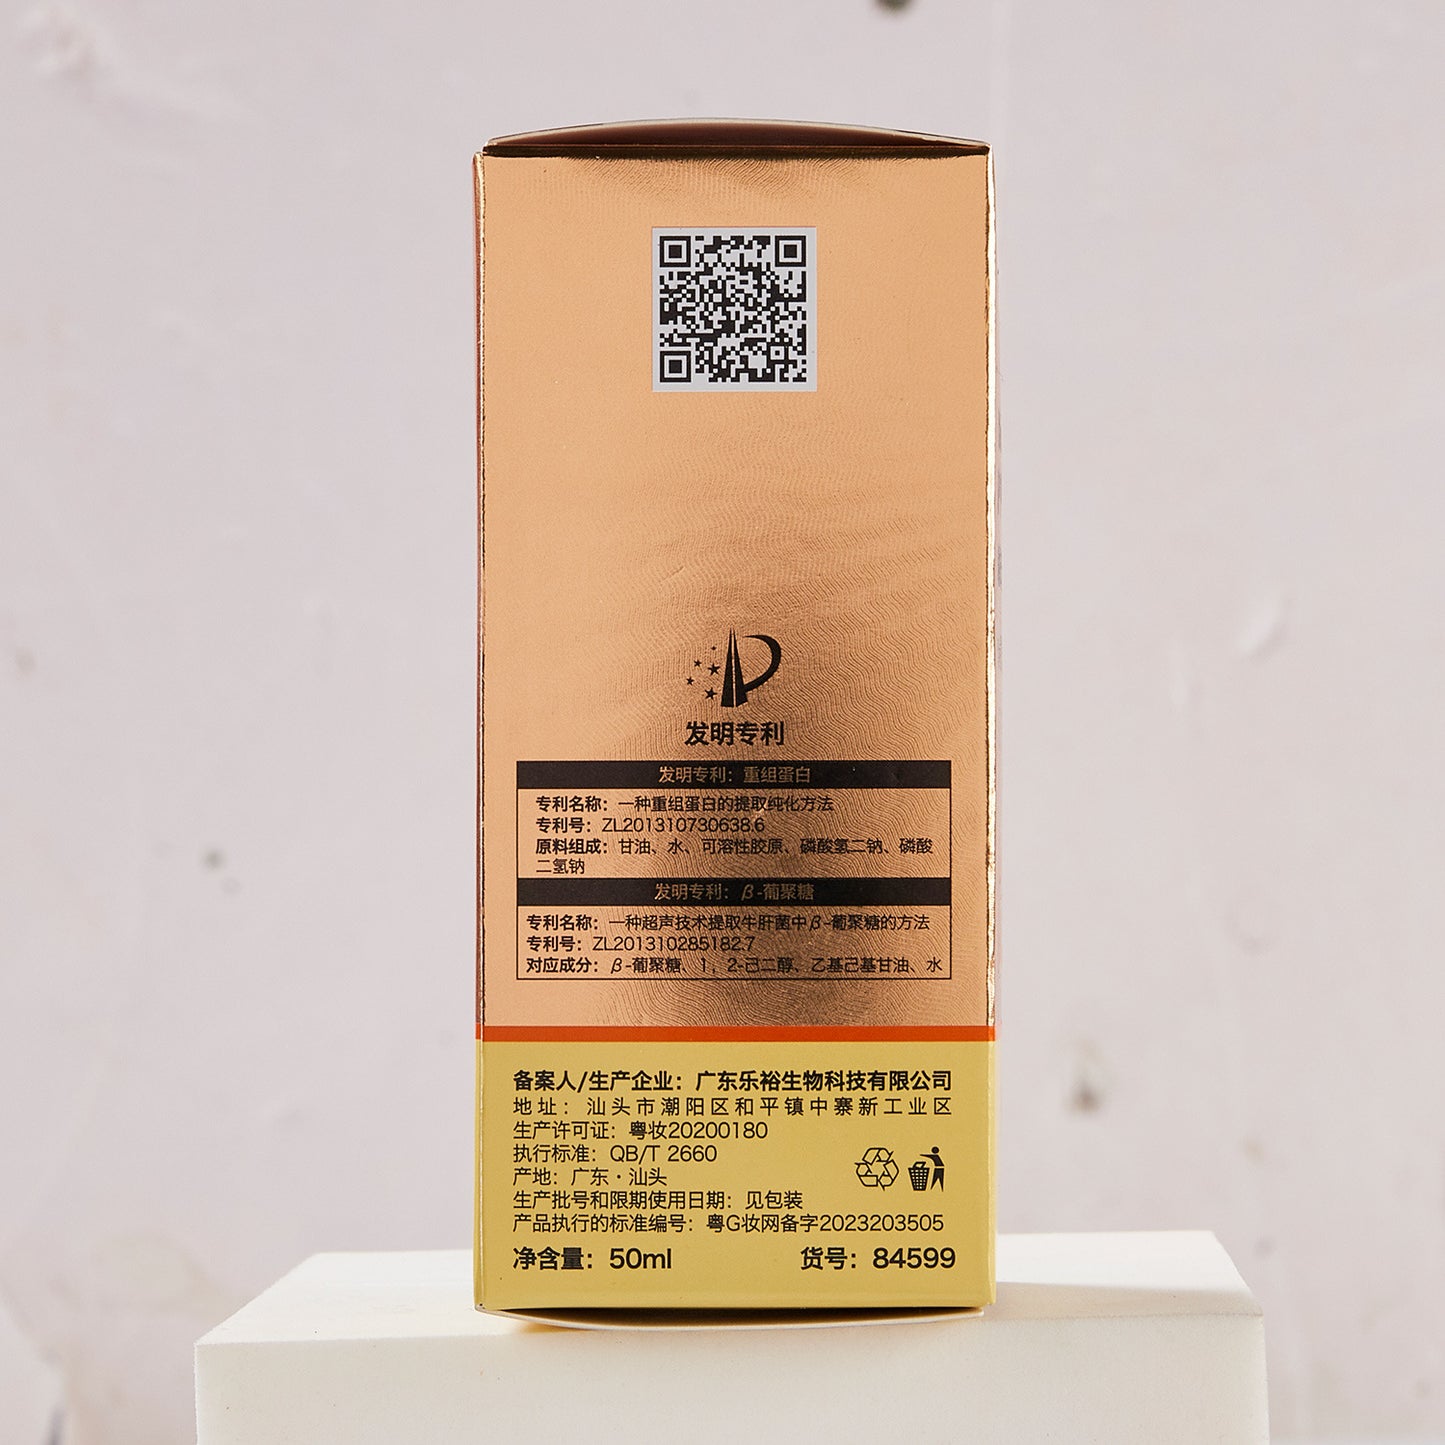 发明专利
发明专利：重组蛋白
专利名称：一种重组蛋白的提取纯化方法
专利号：ZL201310730638.6
原料组成：甘油、水、可溶性胶原、磷酸氢二钠、磷酸
二氢钠
发明专利：β-葡聚糖
专利名称：一种超声技术提取牛肝菌中β-葡聚糖的方法
专利号：ZL201310285182.7
对应成分：β-葡聚糖、1，2-己二醇、乙基己基甘油、水
备案人/生产企业：广东乐裕生物科技有限公司
地址：汕头市潮阳区和平镇中寨新工业区
生产许可证：粤妆20200180
执行标准：QB/T 2660
产地：广东·汕头
生产批号和限期使用日期：见包装
产品执行的标准编号：粤G妆网备字2023203505
净含量：50ml 货号：84599